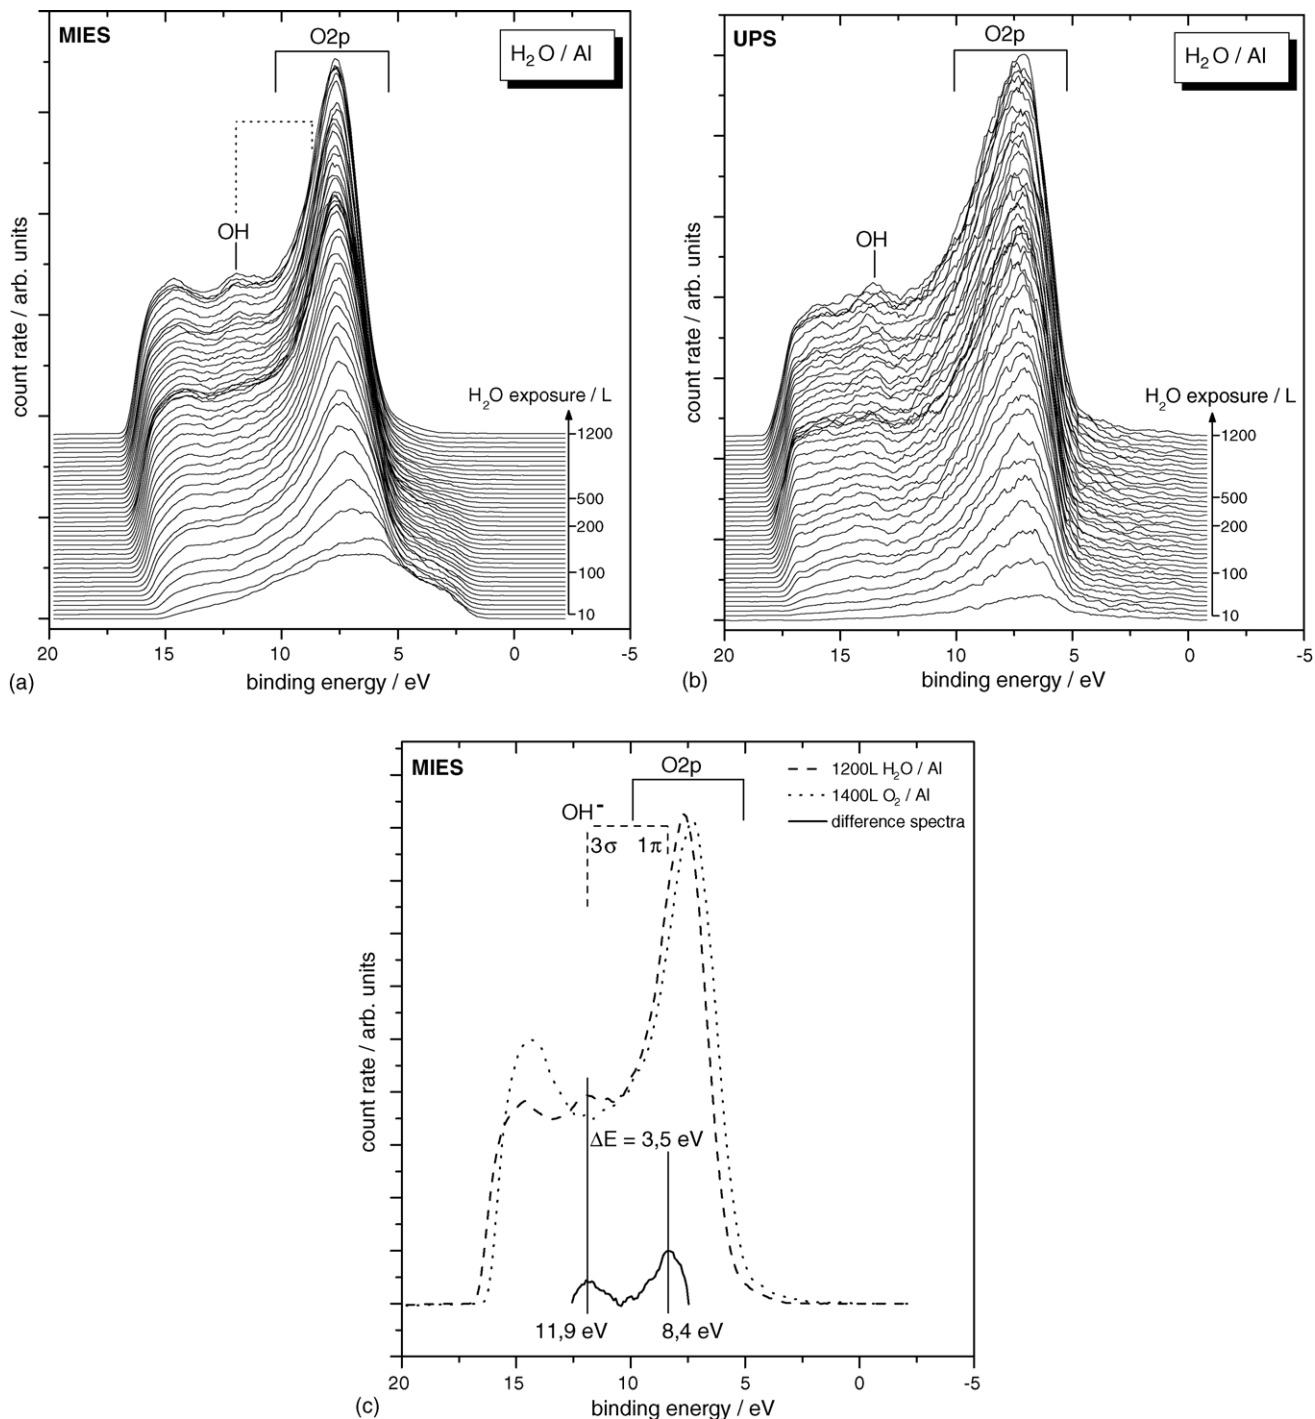 MIES
O2p
H2O / Al
OH
count rate / arb. units
H2O exposure / L
1200
500
200
100
10
20 15 10 5 0 -5
binding energy / eV
(a)
UPS
O2p
H2O / Al
OH
count rate / arb. units
H2O exposure / L
1200
500
200
100
10
20 15 10 5 0 -5
binding energy / eV
(b)
MIES
O2p
1200L H2O / Al
1400L O2 / Al
difference spectra
OH-
3σ 1π
count rate / arb. units
ΔE = 3,5 eV
11,9 eV 8,4 eV
20 15 10 5 0 -5
binding energy / eV
(c)